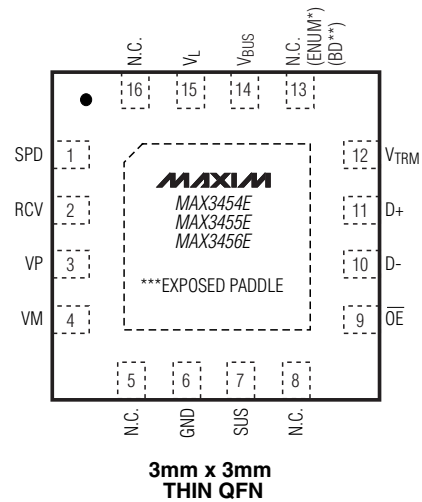 N.C.
VL
VBUS
N.C.
(ENUM*)
(BD**)
16
15
14
13
SPD
1
12
VTRM
RCV
2
11
D+
VP
3
10
D-
VM
4
9
OE
MAXIM
MAX3454E
MAX3455E
MAX3456E
***EXPOSED PADDLE
5
6
7
8
N.C.
GND
SUS
N.C.
3mm x 3mm
THIN QFN